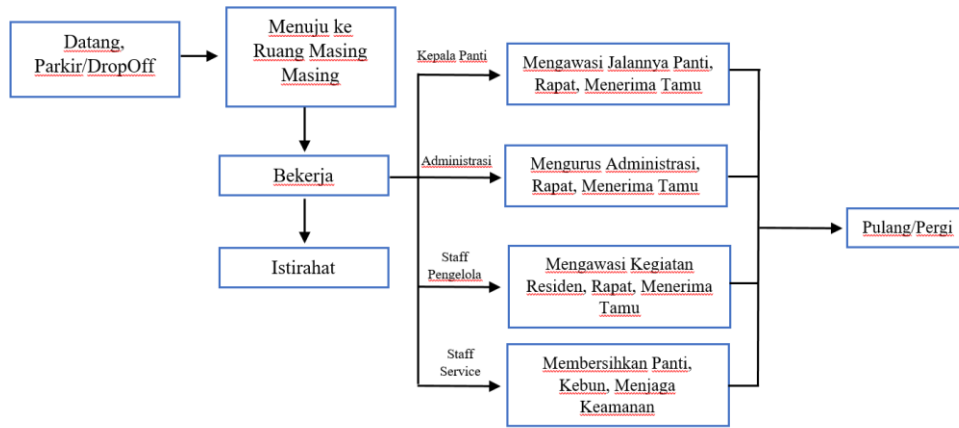 Datang,
Parkir/DropOff
Menuju ke
Ruang Masing
Masing
Bekerja
Istirahat
Kepala Panti
Mengawasi Jalannya Panti,
Rapat, Menerima Tamu
Administrasi
Mengurus Administrasi,
Rapat, Menerima Tamu
Staff
Pengelola
Mengawasi Kegiatan
Residen, Rapat, Menerima
Tamu
Staff
Service
Membersihkan Panti,
Kebun, Menjaga
Keamanan
Pulang/Pergi